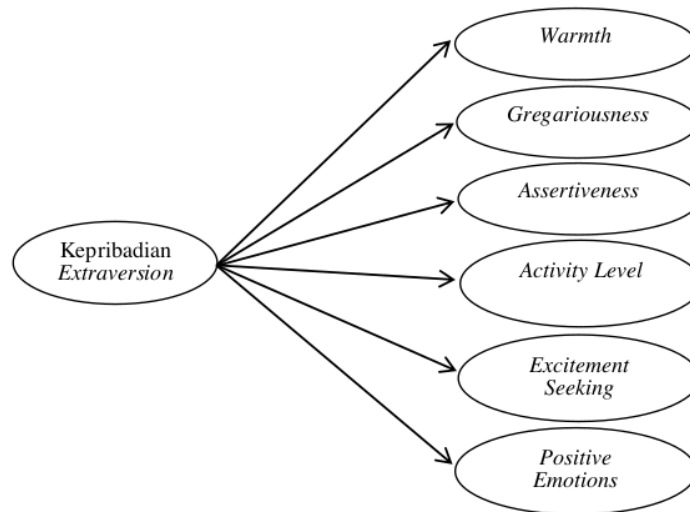 Warmth
Gregariousness
Assertiveness
Kepribadian
Extraversion
Activity Level
Excitement
Seeking
Positive
Emotions